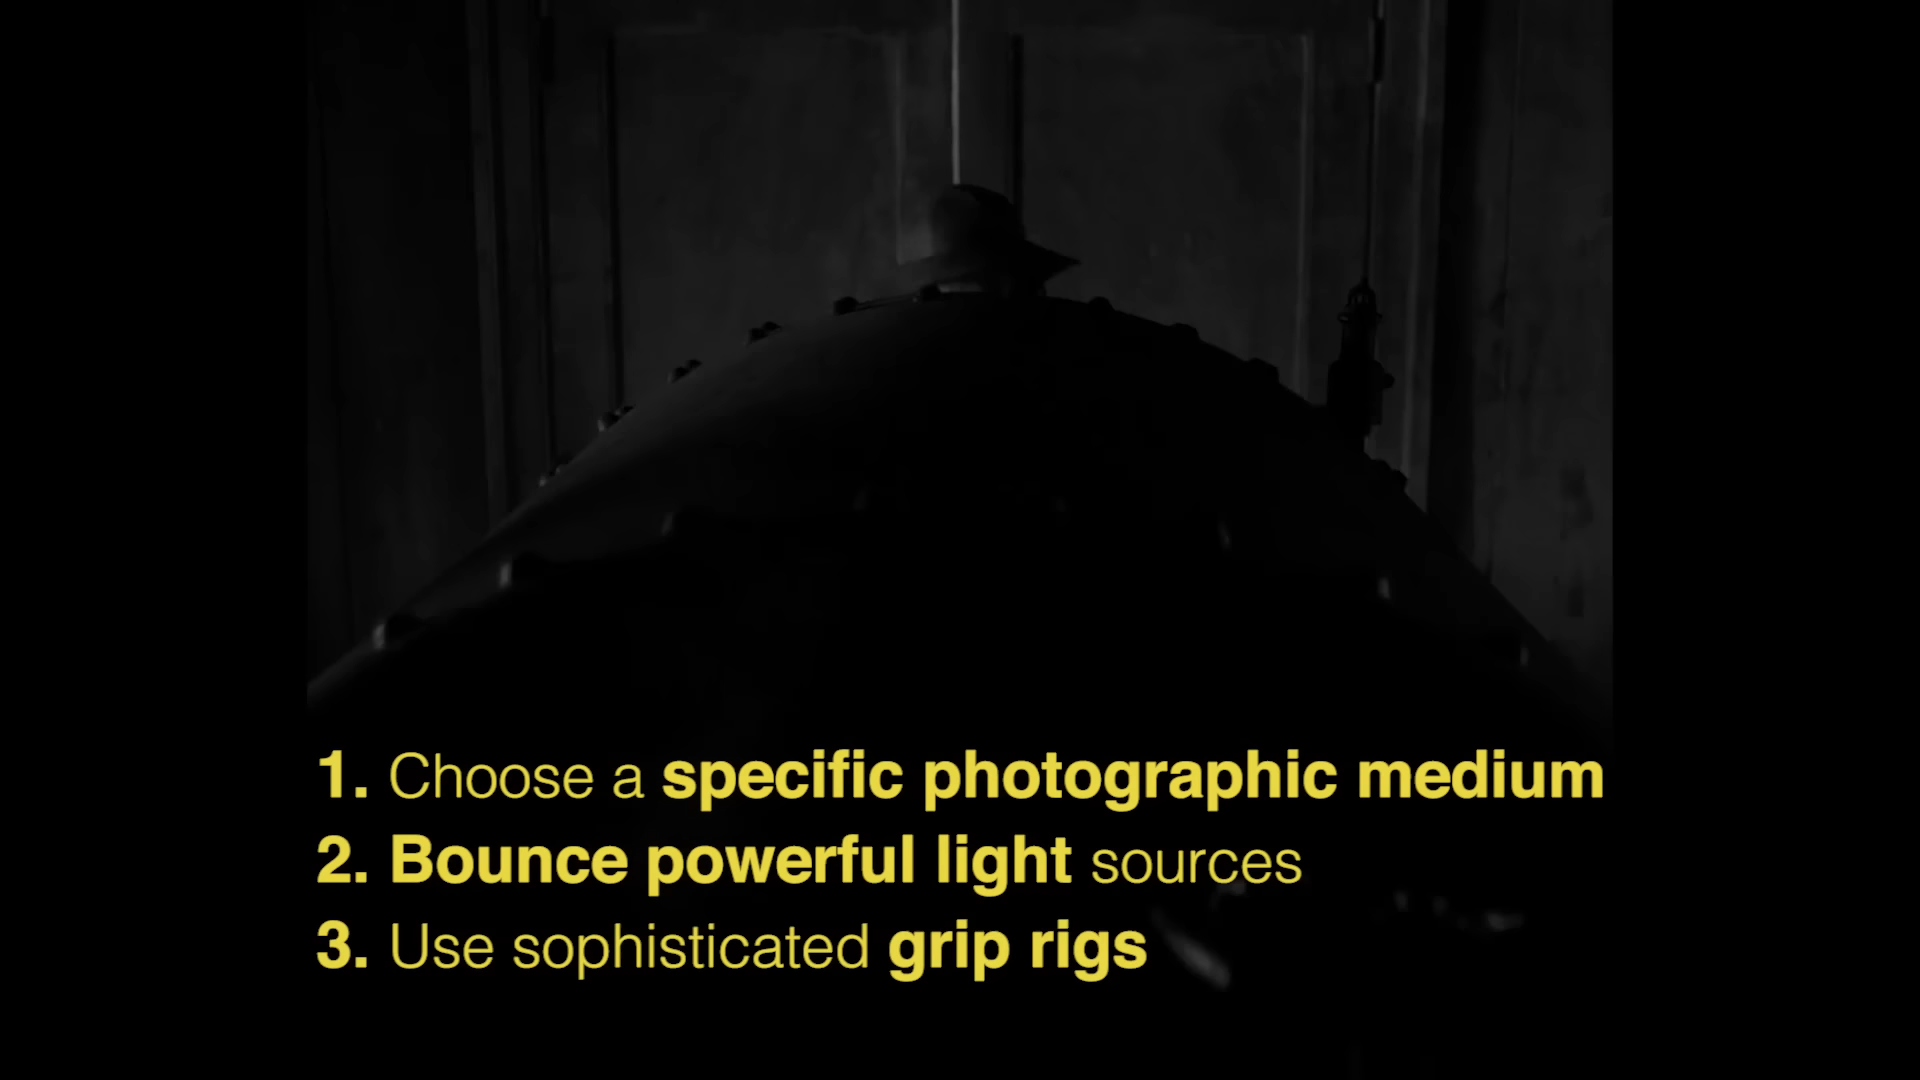 1. Choose a specific photographic medium
2. Bounce powerful light sources
3. Use sophisticated grip rigs